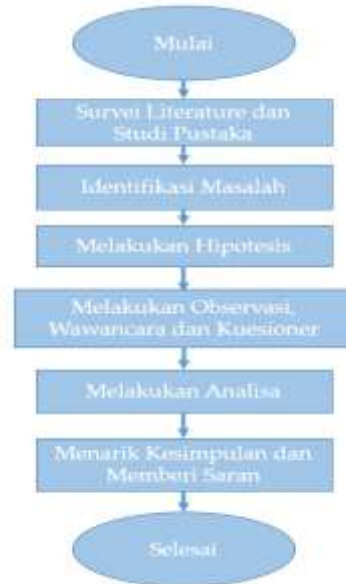 Mulai
Survei Literature dan
Studi Pustaka
Identifikasi Masalah
Melakukan Hipotesis
Melakukan Observasi,
Wawancara dan Kuesioner
Melakukan Analisa
Menarik Kesimpulan dan
Memberi Saran
Selesai